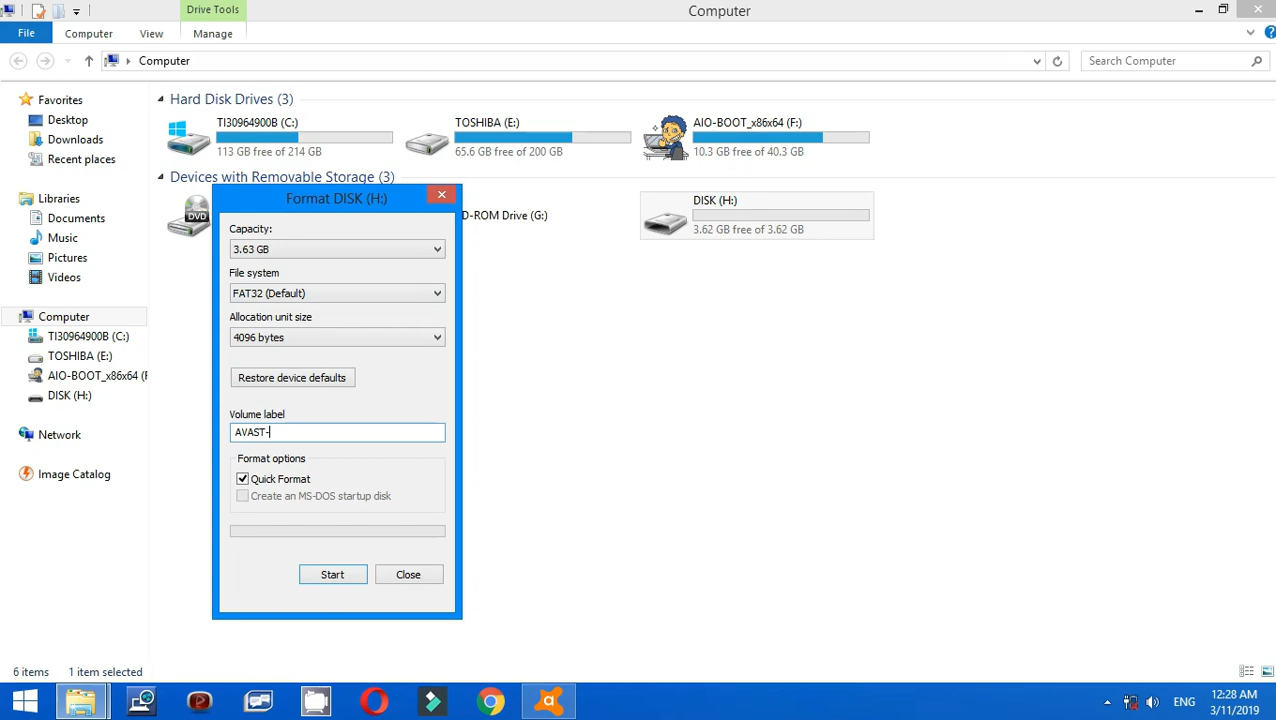 Drive Tools
Computer
File
Computer
View
Manage
Computer
Search Computer
Favorites
Desktop
Downloads
Recent places
Libraries
Documents
Music
Pictures
Videos
Computer
TI30964900B (C:)
TOSHIBA (E:)
AIO-BOOT_x86x64 (F
DISK (H:)
Network
Image Catalog
Hard Disk Drives (3)
TI30964900B (C:)
113 GB free of 214 GB
TOSHIBA (E:)
65.6 GB free of 200 GB
AIO-BOOT_x86x64 (F:)
10.3 GB free of 40.3 GB
Devices with Removable Storage (3)
DVD
D-ROM Drive (G:)
DISK (H:)
3.62 GB free of 3.62 GB
Format DISK (H:)
Capacity:
3.63 GB
File system
FAT32 (Default)
Allocation unit size
4096 bytes
Restore device defaults
Volume label
AVAST-
Format options
Quick Format
Create an MS-DOS startup disk
Start
Close
6 items
1 item selected
ENG
12:28 AM
3/11/2019